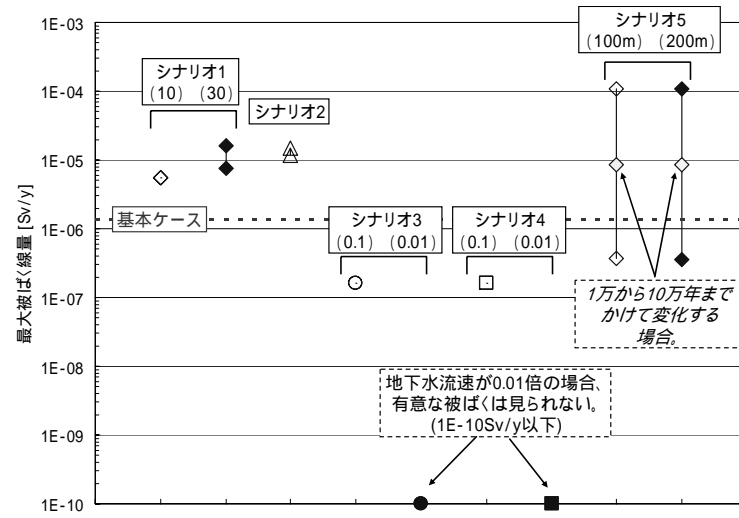 最大被ばく線量 [Sv/y]
1E-03
1E-04
1E-05
1E-06
1E-07
1E-08
1E-09
1E-10
シナリオ1
(10) (30)
シナリオ2
シナリオ5
(100m) (200m)
基本ケース
シナリオ3
(0.1) (0.01)
シナリオ4
(0.1) (0.01)
1万から10万年まで
かけて変化する
場合。
地下水流速が0.01倍の場合、
有意な被ばくは見られない。
(1E-10Sv/y以下)